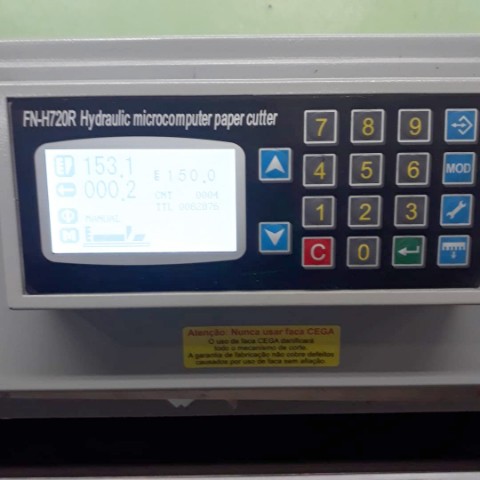 FN-H720R Hydraulic microcomputer paper cutter
153.1
E 150.0
000.2
CNT 0004
MANUAL
7 8 9
4 5 6 MOD
1 2 3
C 0
Atenção: Nunca usar faca CEGA
O uso de faca CEGA danificará
todo o mecanismo de corte.
A garantia de fabricação não cobre defeitos
causados por uso de faca sem afiação.